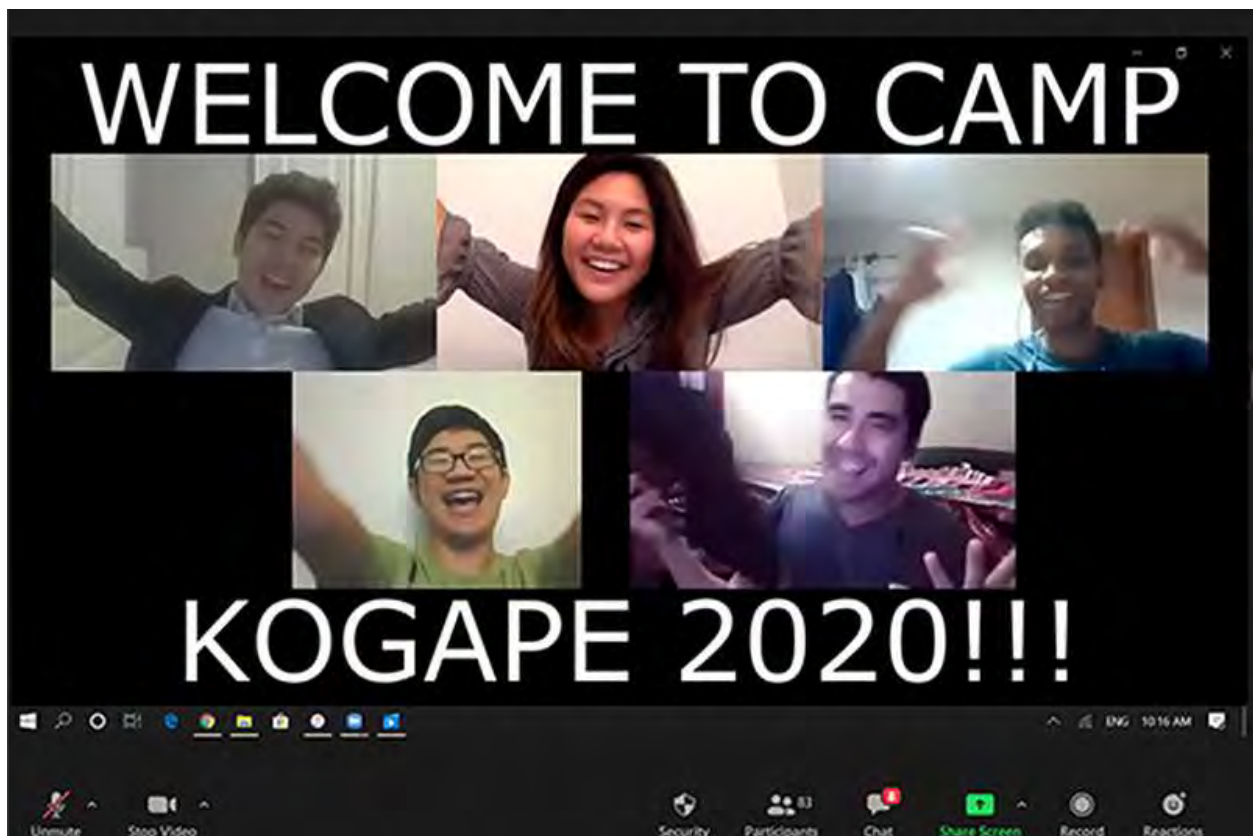 WELCOME TO CAMP
KOGAPE 2020!!!
ENG 10:16 AM
83
8
Unmute
Stop Video
Security
Participants
Chat
Share Screen
Record
Reactions